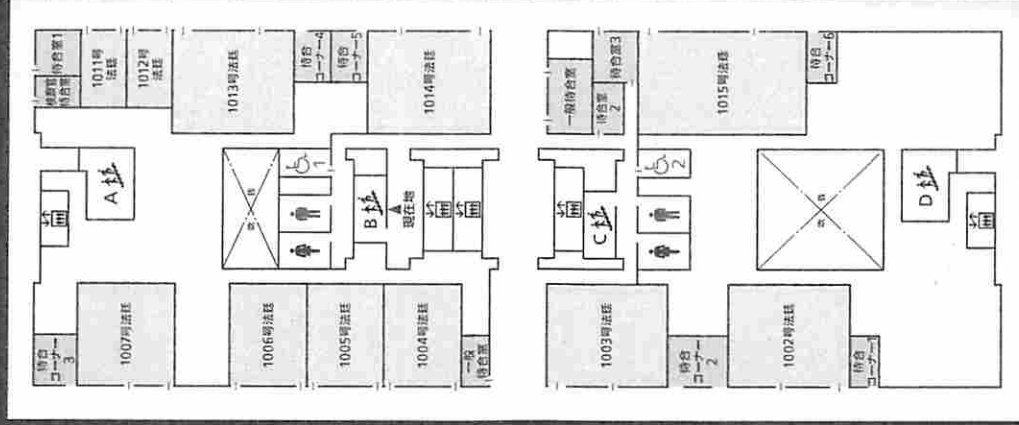 検察官
待合室
待合室1
1011号
法廷
1012号
法廷
1013号法廷
待合
コーナー4
待合
コーナー5
1014号法廷
一般待合室
待合室3
待合室
2
1015号法廷
待合
コーナー6
A
吹 抜
1
B
現在地
C
2
吹 抜
D
待合
コーナー
3
1007号法廷
1006号法廷
1005号法廷
1004号法廷
一般
待合室
1003号法廷
待合
コーナー
2
1002号法廷
待合
コーナー1